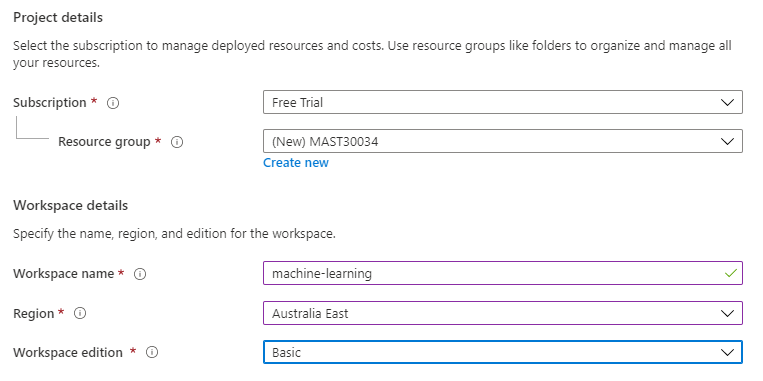 Project details
Select the subscription to manage deployed resources and costs. Use resource groups like folders to organize and manage all
your resources.
Subscription *
Free Trial
Resource group *
(New) MAST30034
Create new
Workspace details
Specify the name, region, and edition for the workspace.
Workspace name *
machine-learning
Region *
Australia East
Workspace edition *
Basic